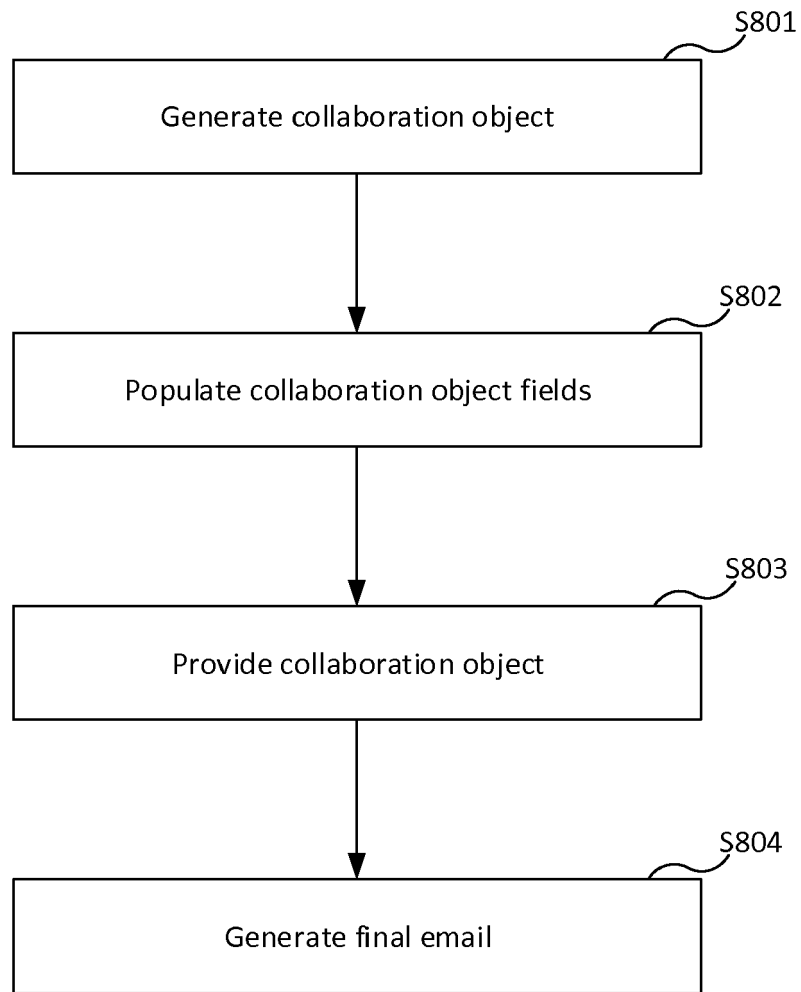 S801
Generate collaboration object
S802
Populate collaboration object fields
S803
Provide collaboration object
S804
Generate final email